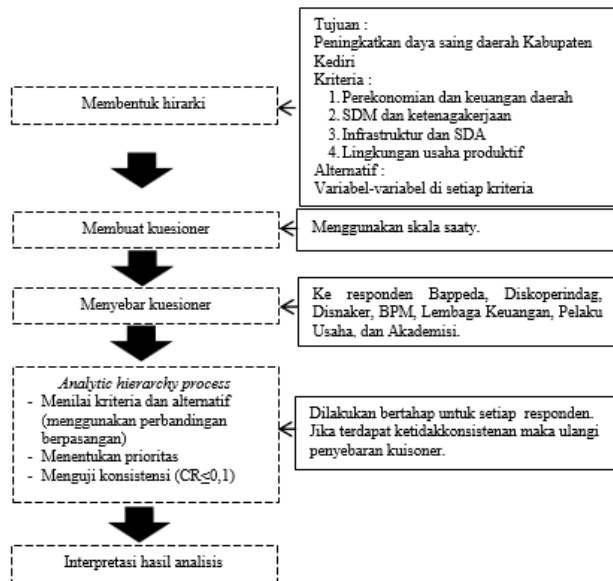 Tujuan :
Peningkatkan daya saing daerah Kabupaten
Kediri
Kriteria :
1. Perekonomian dan keuangan daerah
2. SDM dan ketenagakerjaan
3. Infrastruktur dan SDA
4. Lingkungan usaha produktif
Alternatif :
Variabel-variabel di setiap kriteria
Membentuk hirarki
Membuat kuesioner
Menggunakan skala saaty.
Menyebar kuesioner
Ke responden Bappeda, Diskoperindag,
Disnaker, BPM, Lembaga Keuangan, Pelaku
Usaha, dan Akademisi.
Analytic hierarchy process
- Menilai kriteria dan alternatif
(menggunakan perbandingan
berpasangan)
- Menentukan prioritas
- Menguji konsistensi (CR≤0,1)
Dilakukan bertahap untuk setiap responden.
Jika terdapat ketidakkonsistenan maka ulangi
penyebaran kuisoner.
Interpretasi hasil analisis